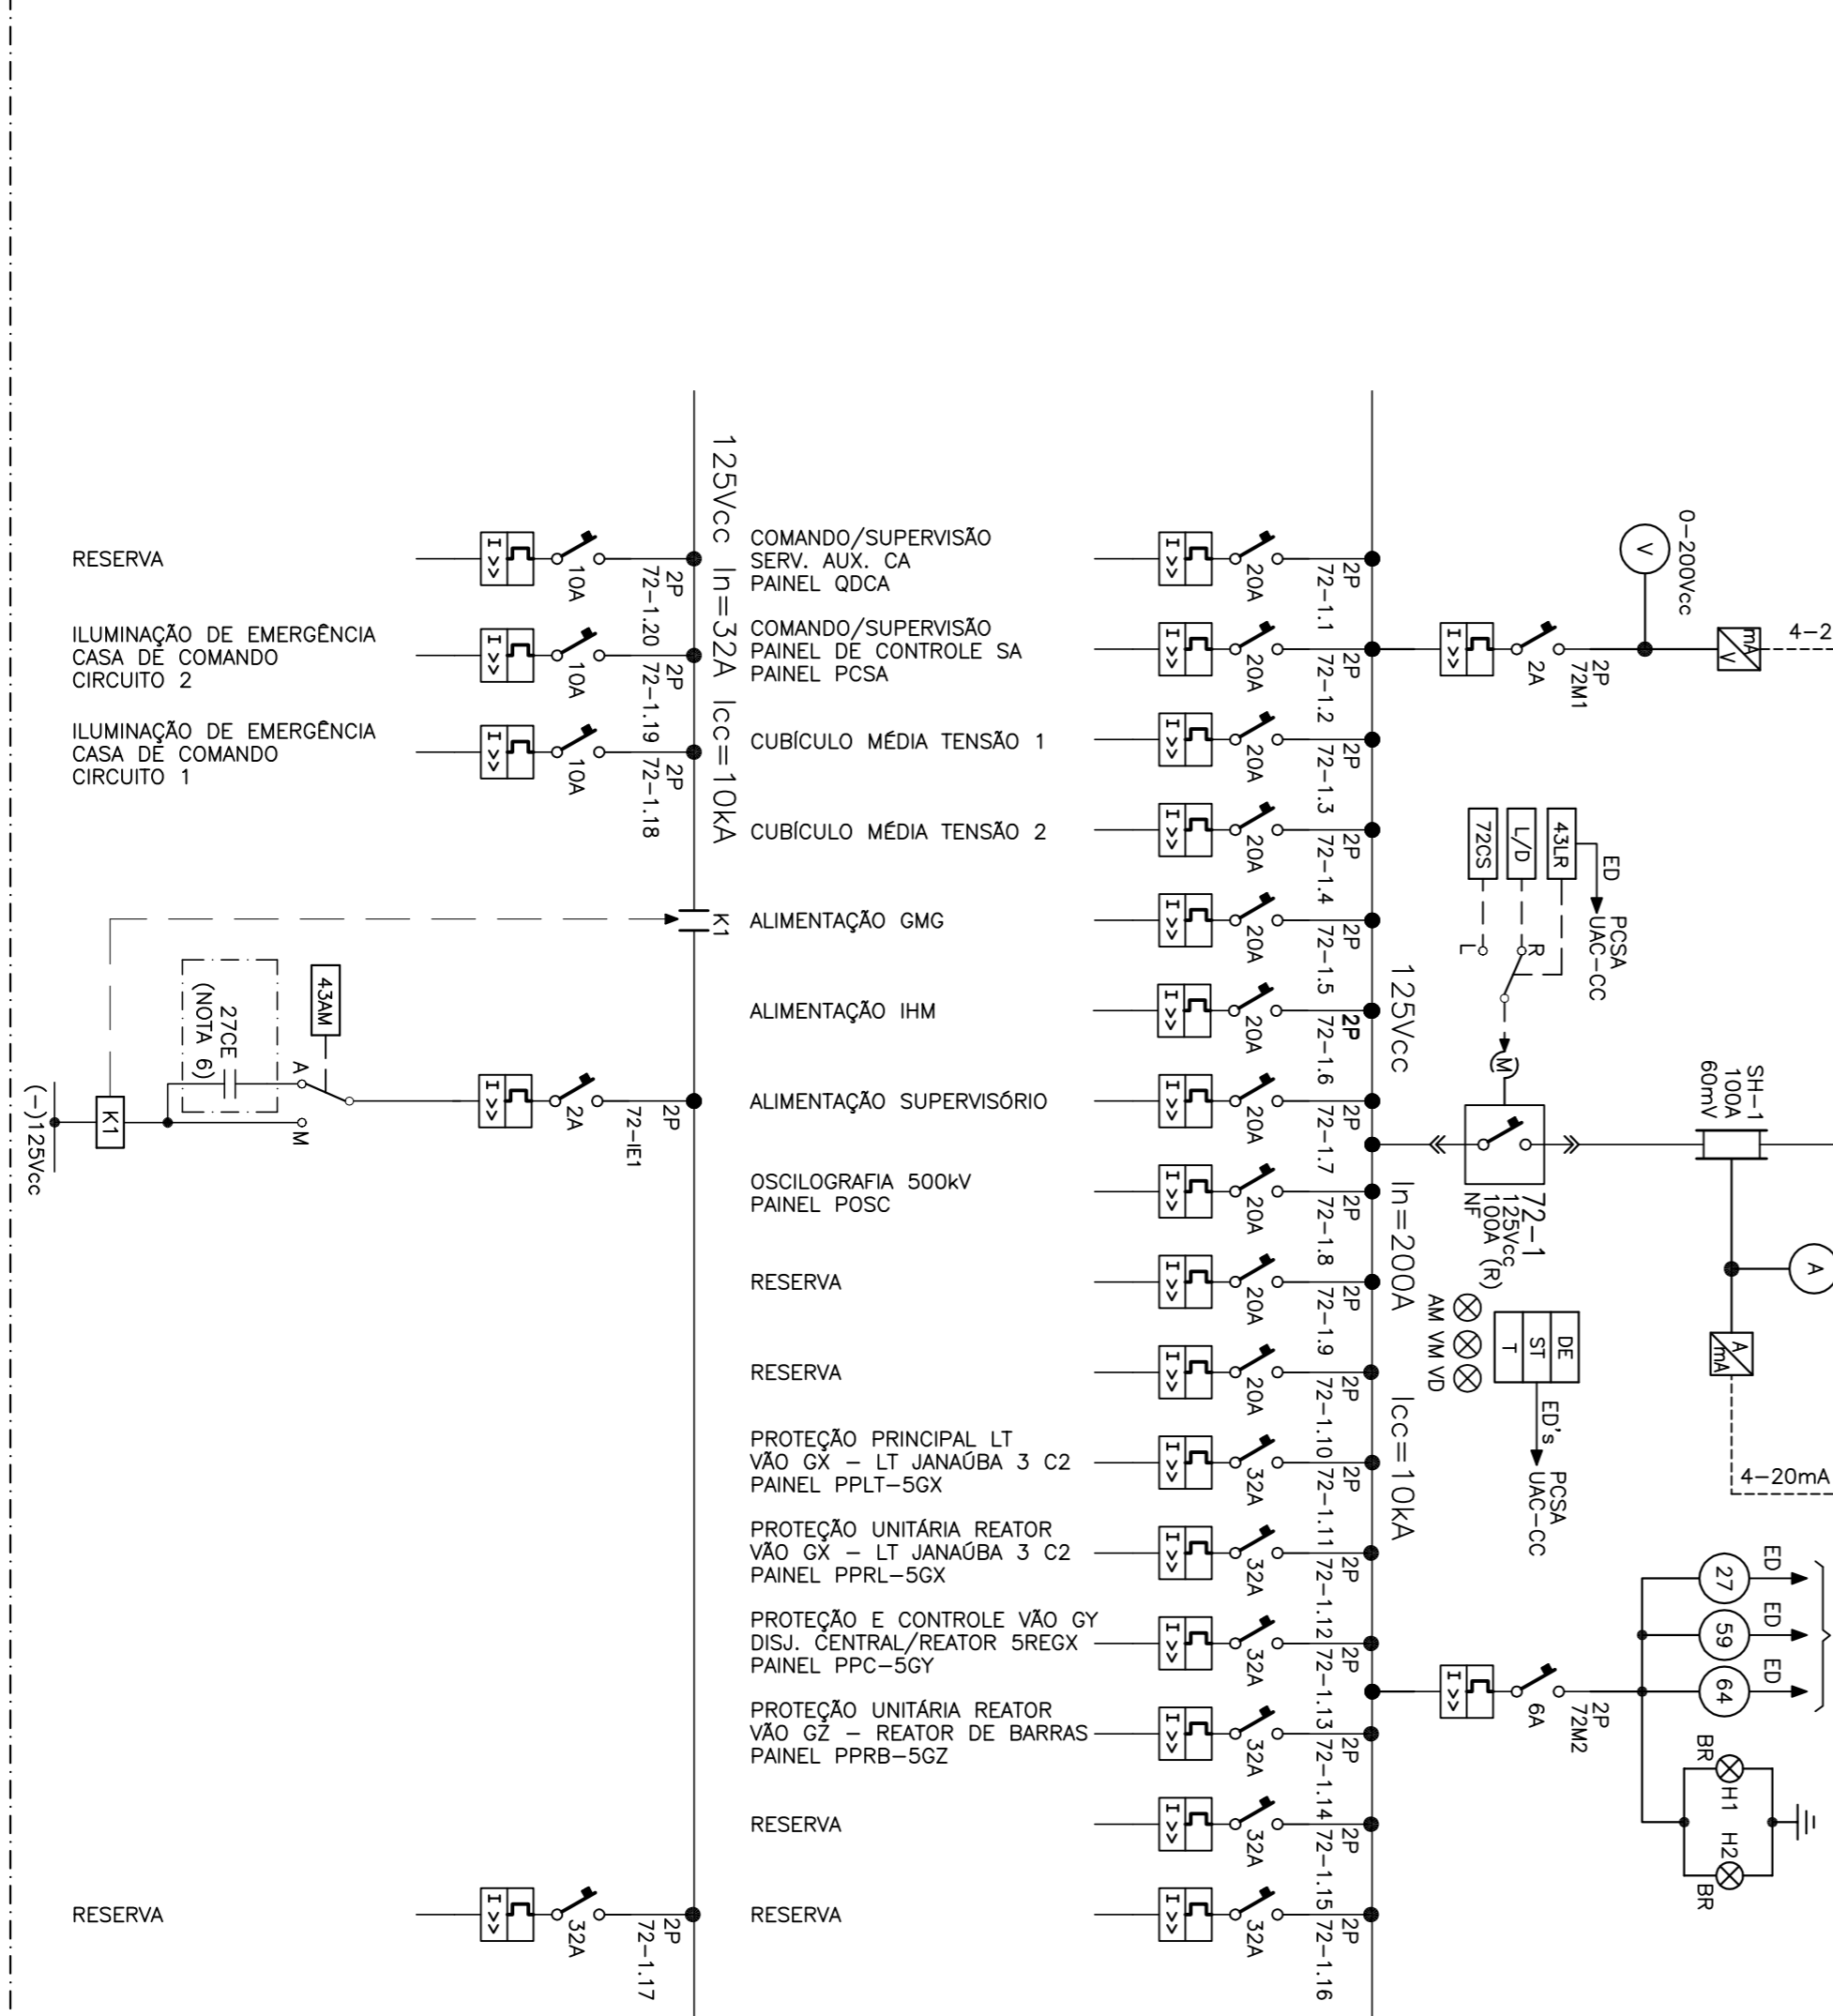 RESERVA
10A
2P
72-1.20
ILUMINAÇÃO DE EMERGÊNCIA
CASA DE COMANDO
CIRCUITO 2
10A
2P
72-1.19
ILUMINAÇÃO DE EMERGÊNCIA
CASA DE COMANDO
CIRCUITO 1
10A
2P
72-1.18
125Vcc In=32A Icc=10kA
K1
43AM
27CE
(NOTA 6)
A
M
K1
(-)125Vcc
2A
2P
72-IE1
RESERVA
32A
2P
72-1.17
COMANDO/SUPERVISÃO
SERV. AUX. CA
PAINEL QDCA
20A
2P
72-1.1
COMANDO/SUPERVISÃO
PAINEL DE CONTROLE SA
PAINEL PCSA
20A
2P
72-1.2
CUBÍCULO MÉDIA TENSÃO 1
20A
2P
72-1.3
CUBÍCULO MÉDIA TENSÃO 2
20A
2P
72-1.4
ALIMENTAÇÃO GMG
20A
2P
72-1.5
ALIMENTAÇÃO IHM
20A
2P
72-1.6
ALIMENTAÇÃO SUPERVISÓRIO
20A
2P
72-1.7
OSCILOGRAFIA 500kV
PAINEL POSC
20A
2P
72-1.8
RESERVA
20A
2P
72-1.9
RESERVA
20A
2P
72-1.10
PROTEÇÃO PRINCIPAL LT
VÃO GX – LT JANAÚBA 3 C2
PAINEL PPLT-5GX
32A
2P
72-1.11
PROTEÇÃO UNITÁRIA REATOR
VÃO GX – LT JANAÚBA 3 C2
PAINEL PPRL-5GX
32A
2P
72-1.12
PROTEÇÃO E CONTROLE VÃO GY
DISJ. CENTRAL/REATOR 5REGX
PAINEL PPC-5GY
32A
2P
72-1.13
PROTEÇÃO UNITÁRIA REATOR
VÃO GZ – REATOR DE BARRAS
PAINEL PPRB-5GZ
32A
2P
72-1.14
RESERVA
32A
2P
72-1.15
RESERVA
32A
2P
72-1.16
125Vcc In=200A Icc=10kA
0-200Vcc
V
mA
V
4-2
2A
2P
72M1
72CS
L/D
43LR
ED
PCSA
UAC-CC
L
R
M
72-1
125Vcc
100A (R)
NF
SH-1
100A
60mV
A
A
mA
4-20mA
AM VM VD
DE
ST
T
ED's
PCSA
UAC-CC
27
ED
59
ED
64
ED
6A
2P
72M2
BR
H1
H2
BR